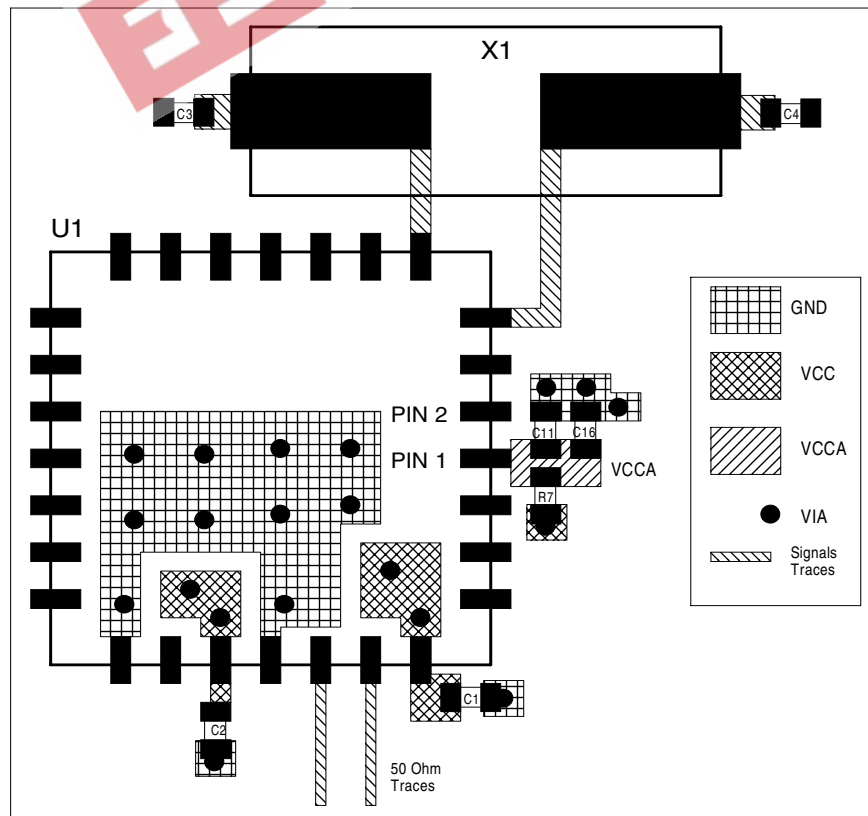 X1
C3
C4
U1
GND
VCC
PIN 2
C11 C16
PIN 1
VCCA
VCCA
R7
VIA
Signals
Traces
C1
C2
50 Ohm
Traces